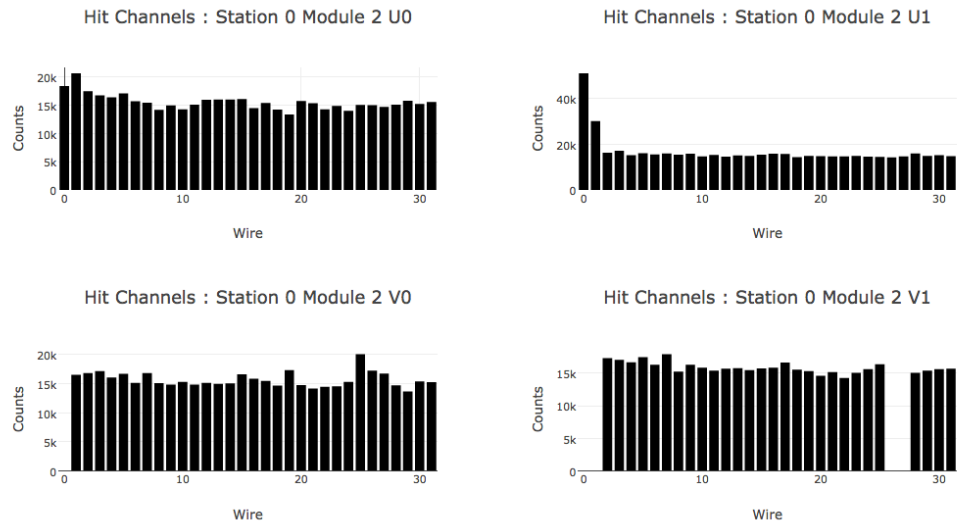 Hit Channels : Station 0 Module 2 U0
20k
15k
10k
5k
0
Counts
0 10 20 30
Wire
Hit Channels : Station 0 Module 2 U1
40k
20k
0
Counts
0 10 20 30
Wire
Hit Channels : Station 0 Module 2 V0
20k
15k
10k
5k
0
Counts
0 10 20 30
Wire
Hit Channels : Station 0 Module 2 V1
15k
10k
5k
0
Counts
0 10 20 30
Wire